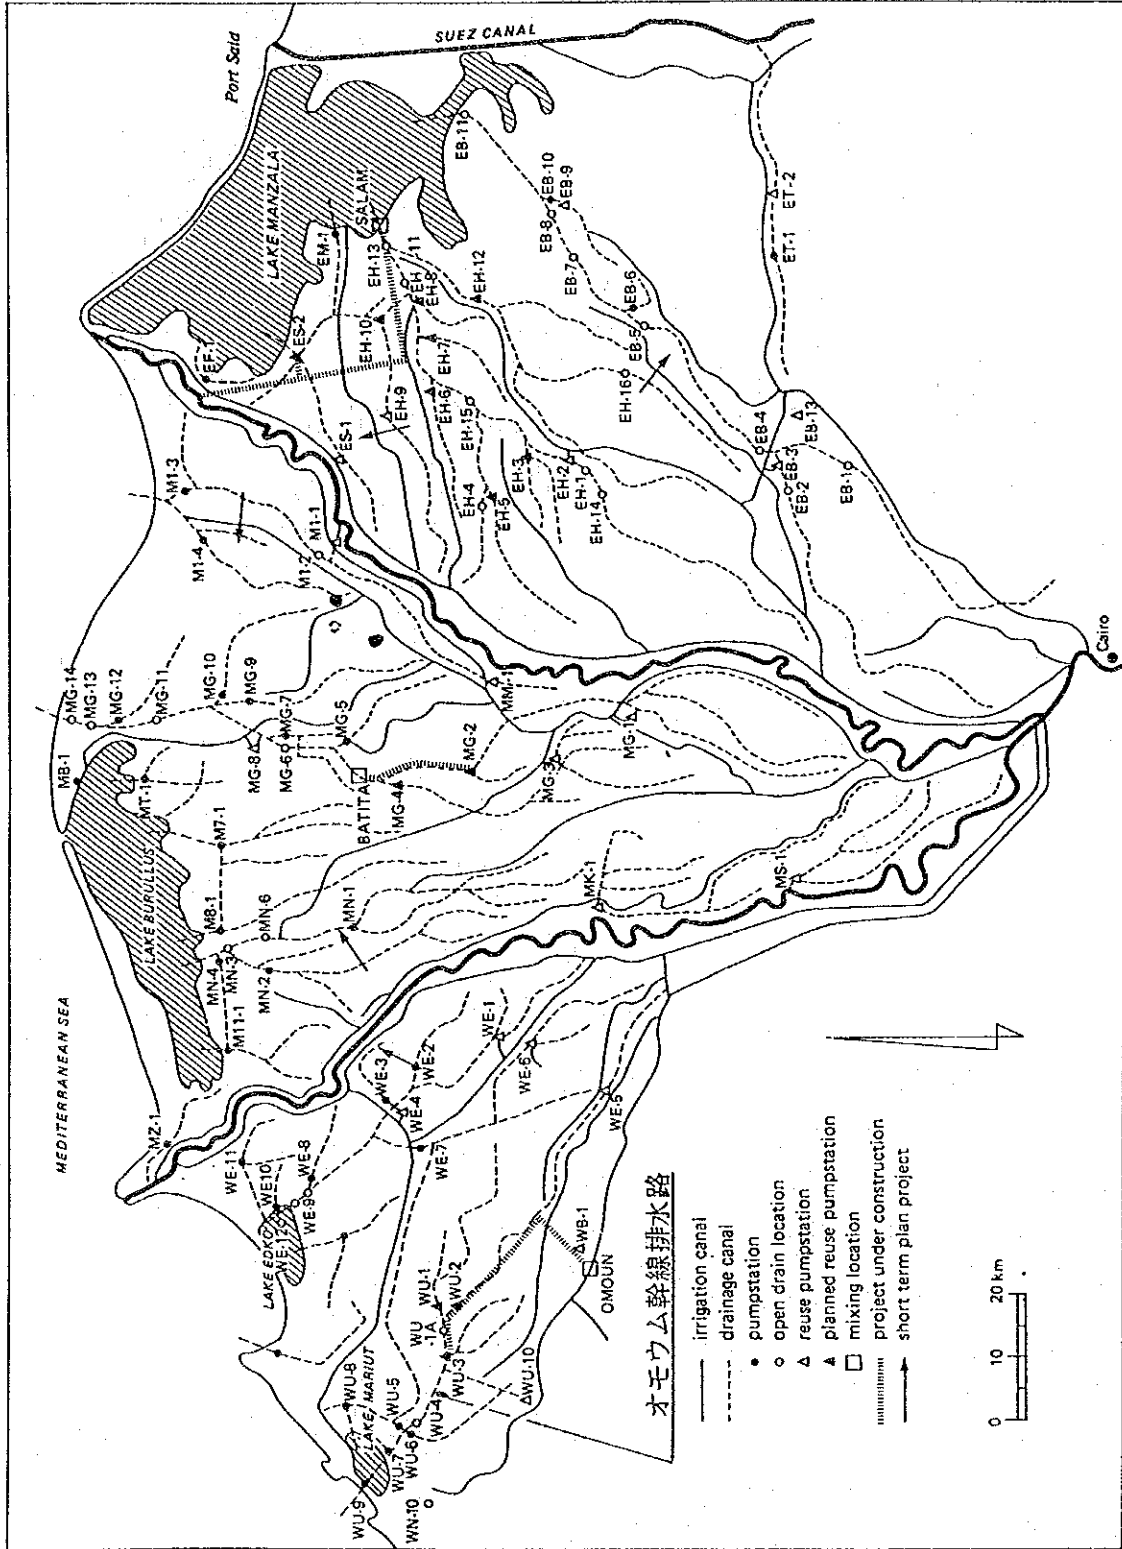 MEDITERRANEAN SEA
Port Said
SUEZ CANAL
LAKE MANZALA
LAKE BURULLUS
LAKE EDKO
LAKE MARIUT
MZ-1
MB-1
MG-14
MG-13
MG-12
MG-11
MG-10
MG-9
MG-8
MG-7
MG-6
MG-5
BATITA
MG-4
MG-2
MG-3
MG-1
MM-1
MT-1
M7-1
M8-1
MN-6
MN-4
MN-3
MN-2
MN-1
M11-1
MK-1
MS-1
M1-3
M1-4
M1-1
M1-2
EF-1
ES-2
ES-1
EM-1
SALAM
EH-13
EH-11
EH-8
EH-10
EH-12
EH-7
EH-9
EH-6
EH-15
EH-4
EH-5
EH-3
EH-2
EH-1
EH-14
EH-16
EB-11
EB-10
EB-9
EB-8
EB-7
EB-6
EB-5
EB-4
EB-13
EB-3
EB-2
EB-1
ET-2
ET-1
Cairo
WE-11
WE10
WE-12
WE-9
WE-8
WE-3
WE-2
WE-4
WE-7
WE-1
WE-6
WE-5
WU-8
WU-5
WU-9
WU-7
WU-6
WU-4
WN-10
WU-1
WU
-1A
WU-2
WU-3
WU-10
WB-1
OMOUN
オモウム幹線排水路
irrigation canal
drainage canal
pumpstation
open drain location
reuse pumpstation
planned reuse pumpstation
mixing location
project under construction
short term plan project
0 10 20 km